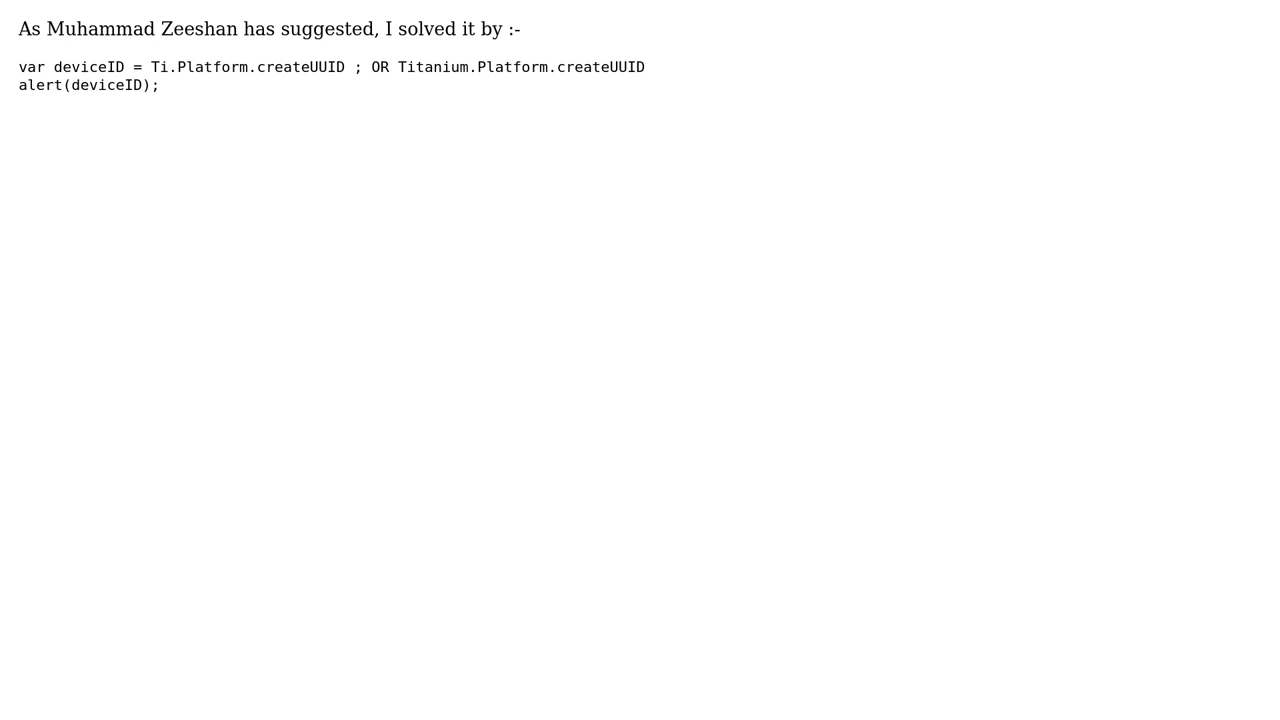 As Muhammad Zeeshan has suggested, I solved it by :-
var deviceID = Ti.Platform.createUUID ; OR Titanium.Platform.createUUID
alert(deviceID);